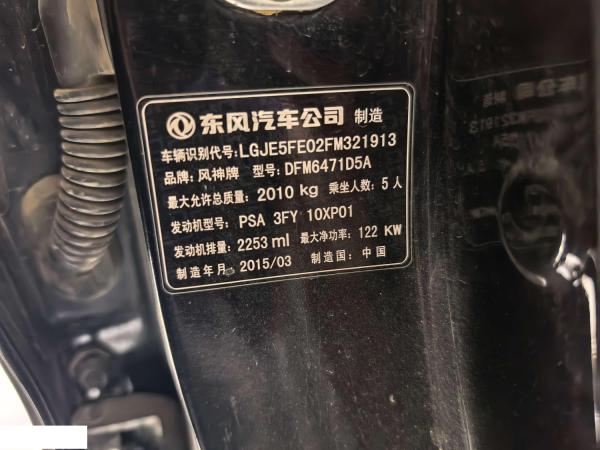 东风汽车公司 制造
车辆识别代号:LGJE5FE02FM321913
品牌:风神牌 型号:DFM6471D5A
最大允许总质量:2010 kg 乘坐人数:5 人
发动机型号:PSA 3FY 10XP01
发动机排量:2253 ml 最大净功率:122 KW
制造年月:2015/03 制造国:中国